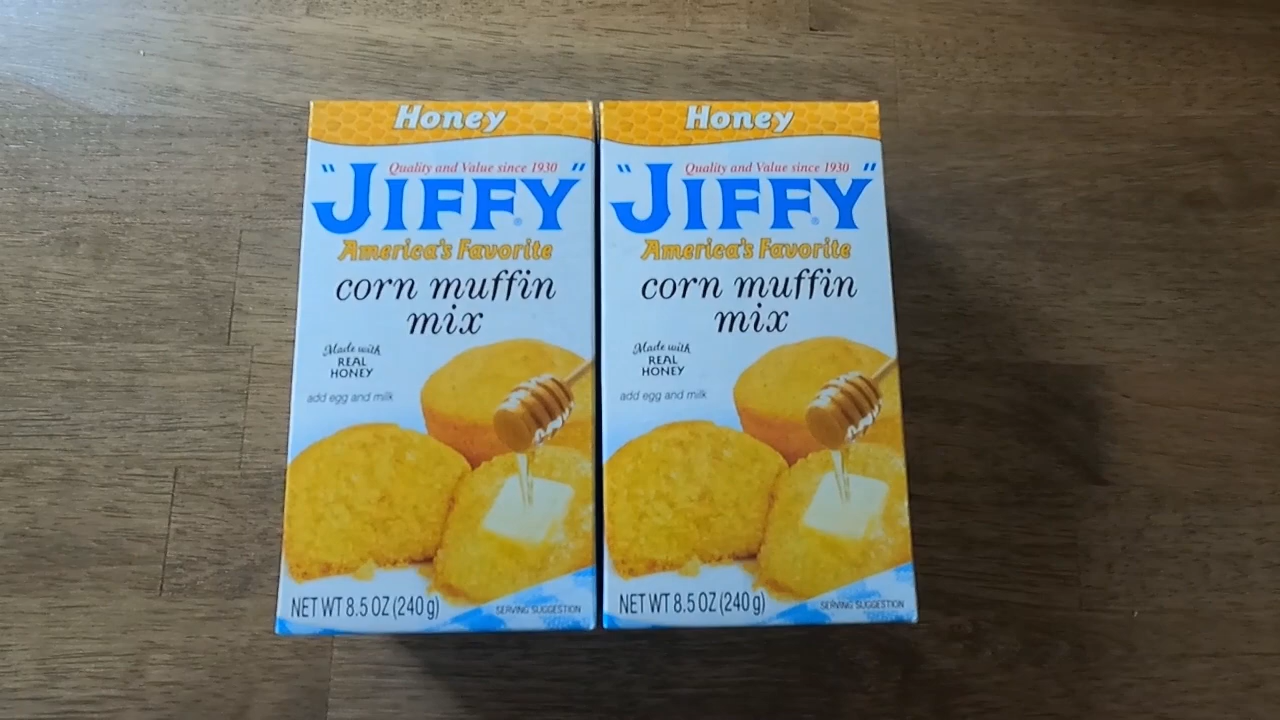 Honey
Quality and Value since 1930
"JIFFY"®
America's Favorite
corn muffin
mix
Made with
REAL
HONEY
add egg and milk
NET WT 8.5 OZ (240 g)
SERVING SUGGESTION
Honey
Quality and Value since 1930
"JIFFY"®
America's Favorite
corn muffin
mix
Made with
REAL
HONEY
add egg and milk
NET WT 8.5 OZ (240 g)
SERVING SUGGESTION